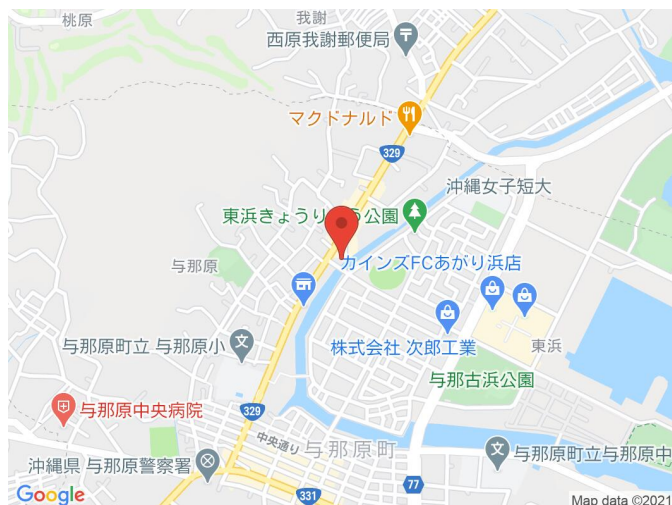 我謝
桃原
西原我謝郵便局
マクドナルド
329
沖縄女子短大
東浜きょうりゅう公園
与那原
カインズFCあがり浜店
与那原町立 与那原小
株式会社 次郎工業
東浜
与那古浜公園
与那原中央病院
329
中央通り
与那原町
沖縄県 与那原警察署
与那原町立与那原中
77
331
Google
Map data ©2021